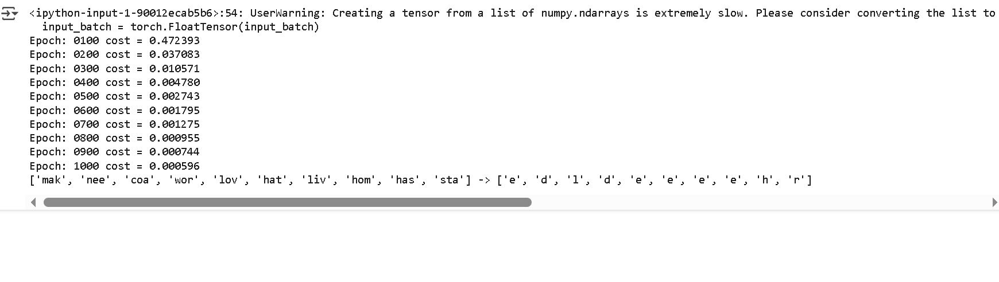 <ipython-input-1-90012ecab5b6>:54: UserWarning: Creating a tensor from a list of numpy.ndarrays is extremely slow. Please consider converting the list to
  input_batch = torch.FloatTensor(input_batch)
Epoch: 0100 cost = 0.472393
Epoch: 0200 cost = 0.037083
Epoch: 0300 cost = 0.010571
Epoch: 0400 cost = 0.004780
Epoch: 0500 cost = 0.002743
Epoch: 0600 cost = 0.001795
Epoch: 0700 cost = 0.001275
Epoch: 0800 cost = 0.000955
Epoch: 0900 cost = 0.000744
Epoch: 1000 cost = 0.000596
['mak', 'nee', 'coa', 'wor', 'lov', 'hat', 'liv', 'hom', 'has', 'sta'] -> ['e', 'd', 'l', 'd', 'e', 'e', 'e', 'e', 'h', 'r']